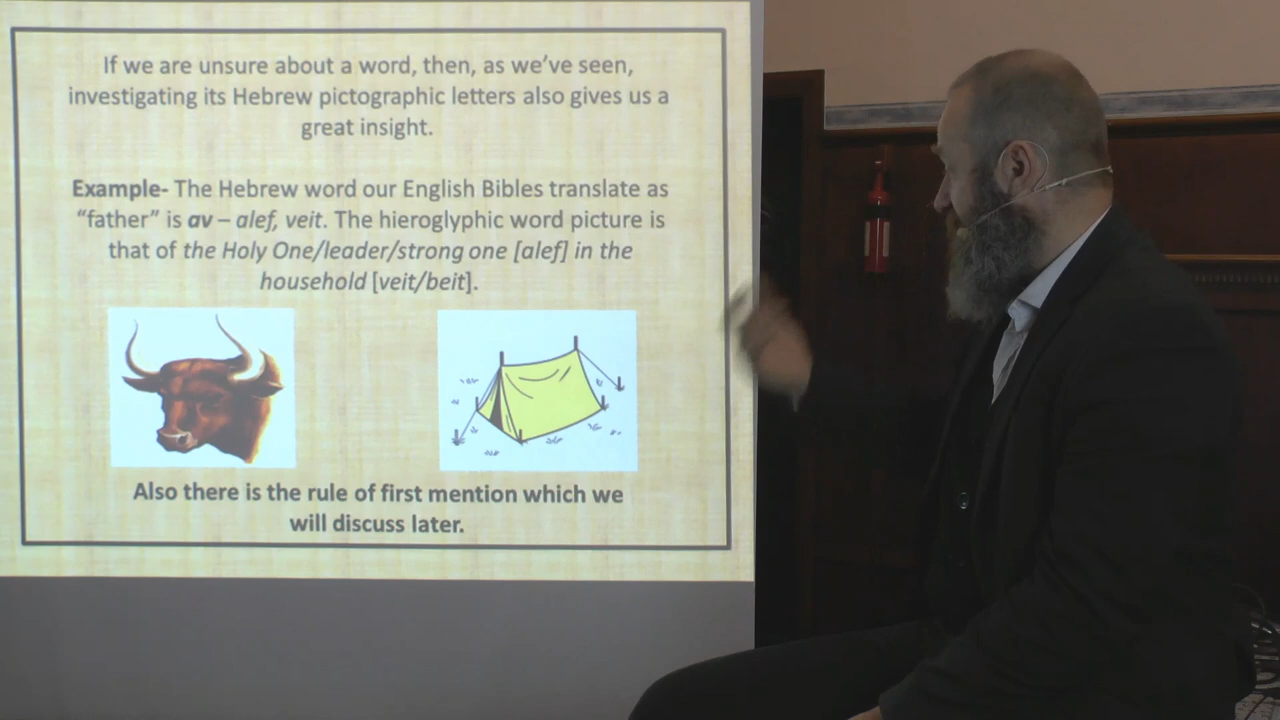 If we are unsure about a word, then, as we’ve seen,
investigating its Hebrew pictographic letters also gives us a
great insight.
Example- The Hebrew word our English Bibles translate as
“father” is av – alef, veit. The hieroglyphic word picture is
that of the Holy One/leader/strong one [alef] in the
household [veit/beit].
Also there is the rule of first mention which we
will discuss later.